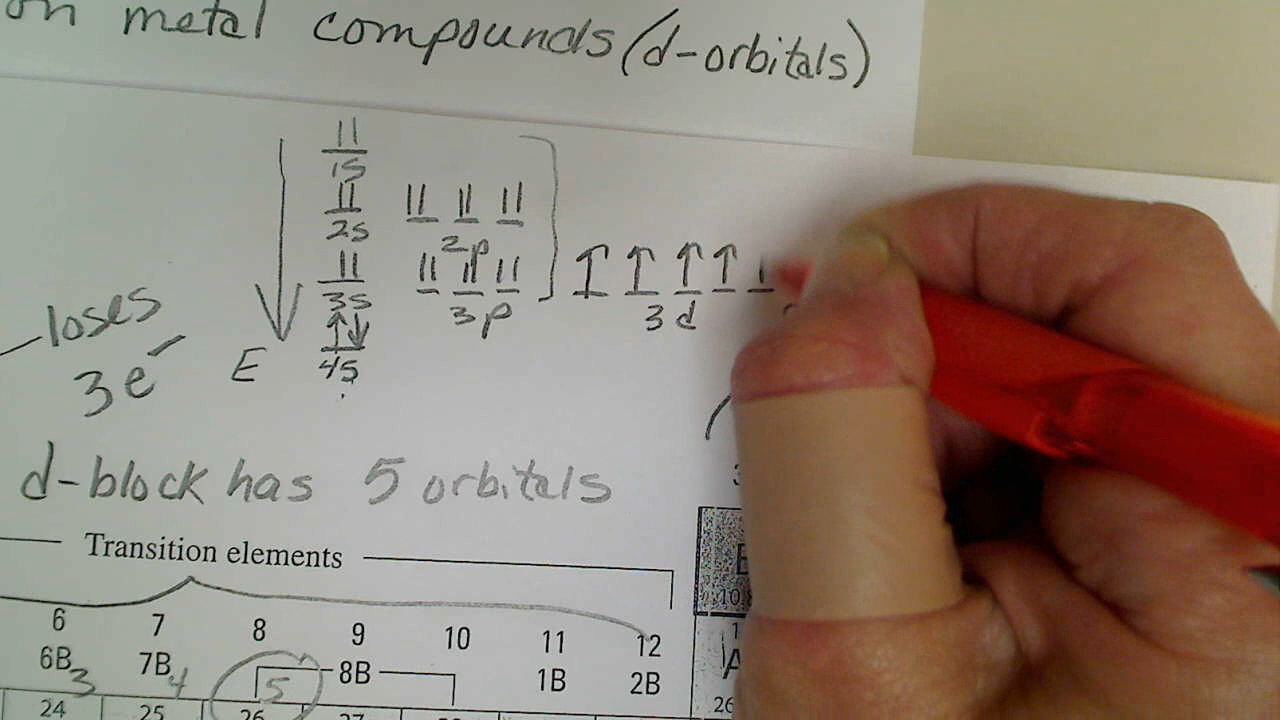 on metal compounds (d-orbitals)
1s
2s 2p
3s 3p 3d
4s
loses
3e⁻
E
d-block has 5 orbitals
Transition elements
6 7 8 9 10 11 12
6B 7B 8B 1B 2B
3 4 5
24 25 26 27